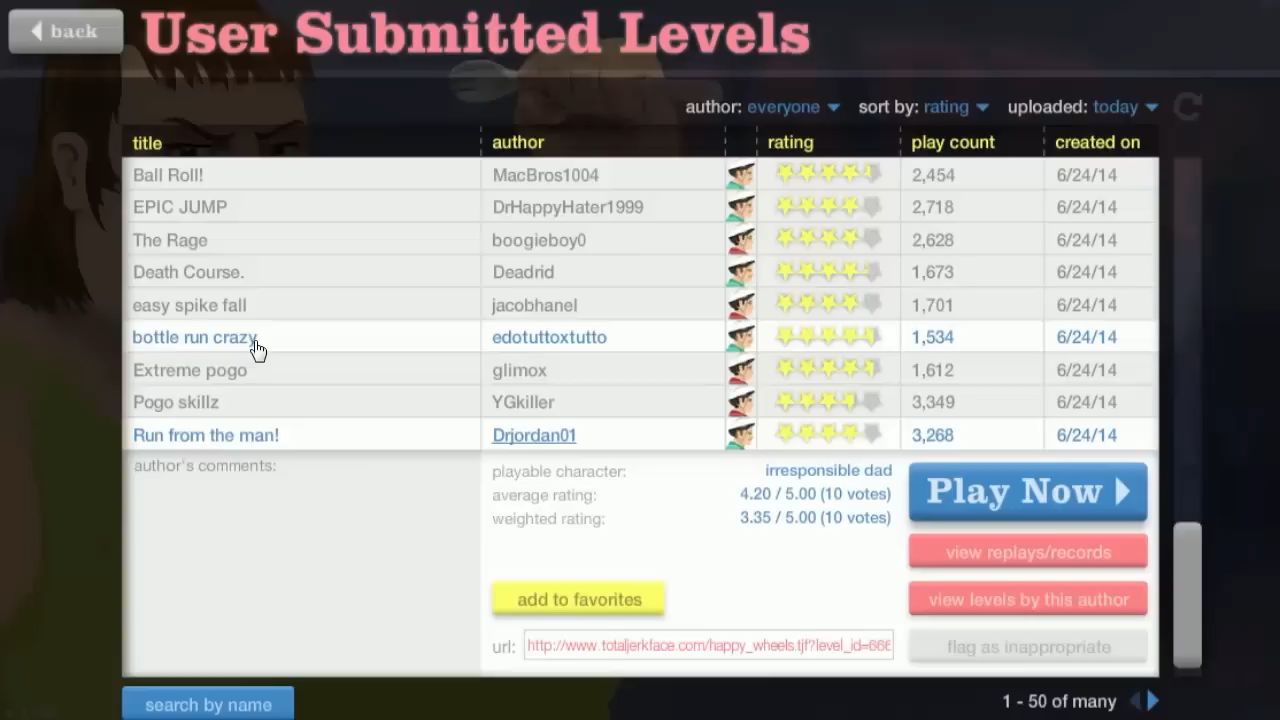 back
User Submitted Levels
author: everyone sort by: rating uploaded: today
title author rating play count created on
Ball Roll! MacBros1004 2,454 6/24/14
EPIC JUMP DrHappyHater1999 2,718 6/24/14
The Rage boogieboy0 2,628 6/24/14
Death Course. Deadrid 1,673 6/24/14
easy spike fall jacobhanel 1,701 6/24/14
bottle run crazy edotuttoxtutto 1,534 6/24/14
Extreme pogo glimox 1,612 6/24/14
Pogo skillz YGkiller 3,349 6/24/14
Run from the man! Drjordan01 3,268 6/24/14
author's comments:
playable character: irresponsible dad
average rating: 4.20 / 5.00 (10 votes)
weighted rating: 3.35 / 5.00 (10 votes)
Play Now
view replays/records
add to favorites
view levels by this author
url: http://www.totaljerkface.com/happy_wheels.tjf?level_id=666
flag as inappropriate
search by name
1 - 50 of many